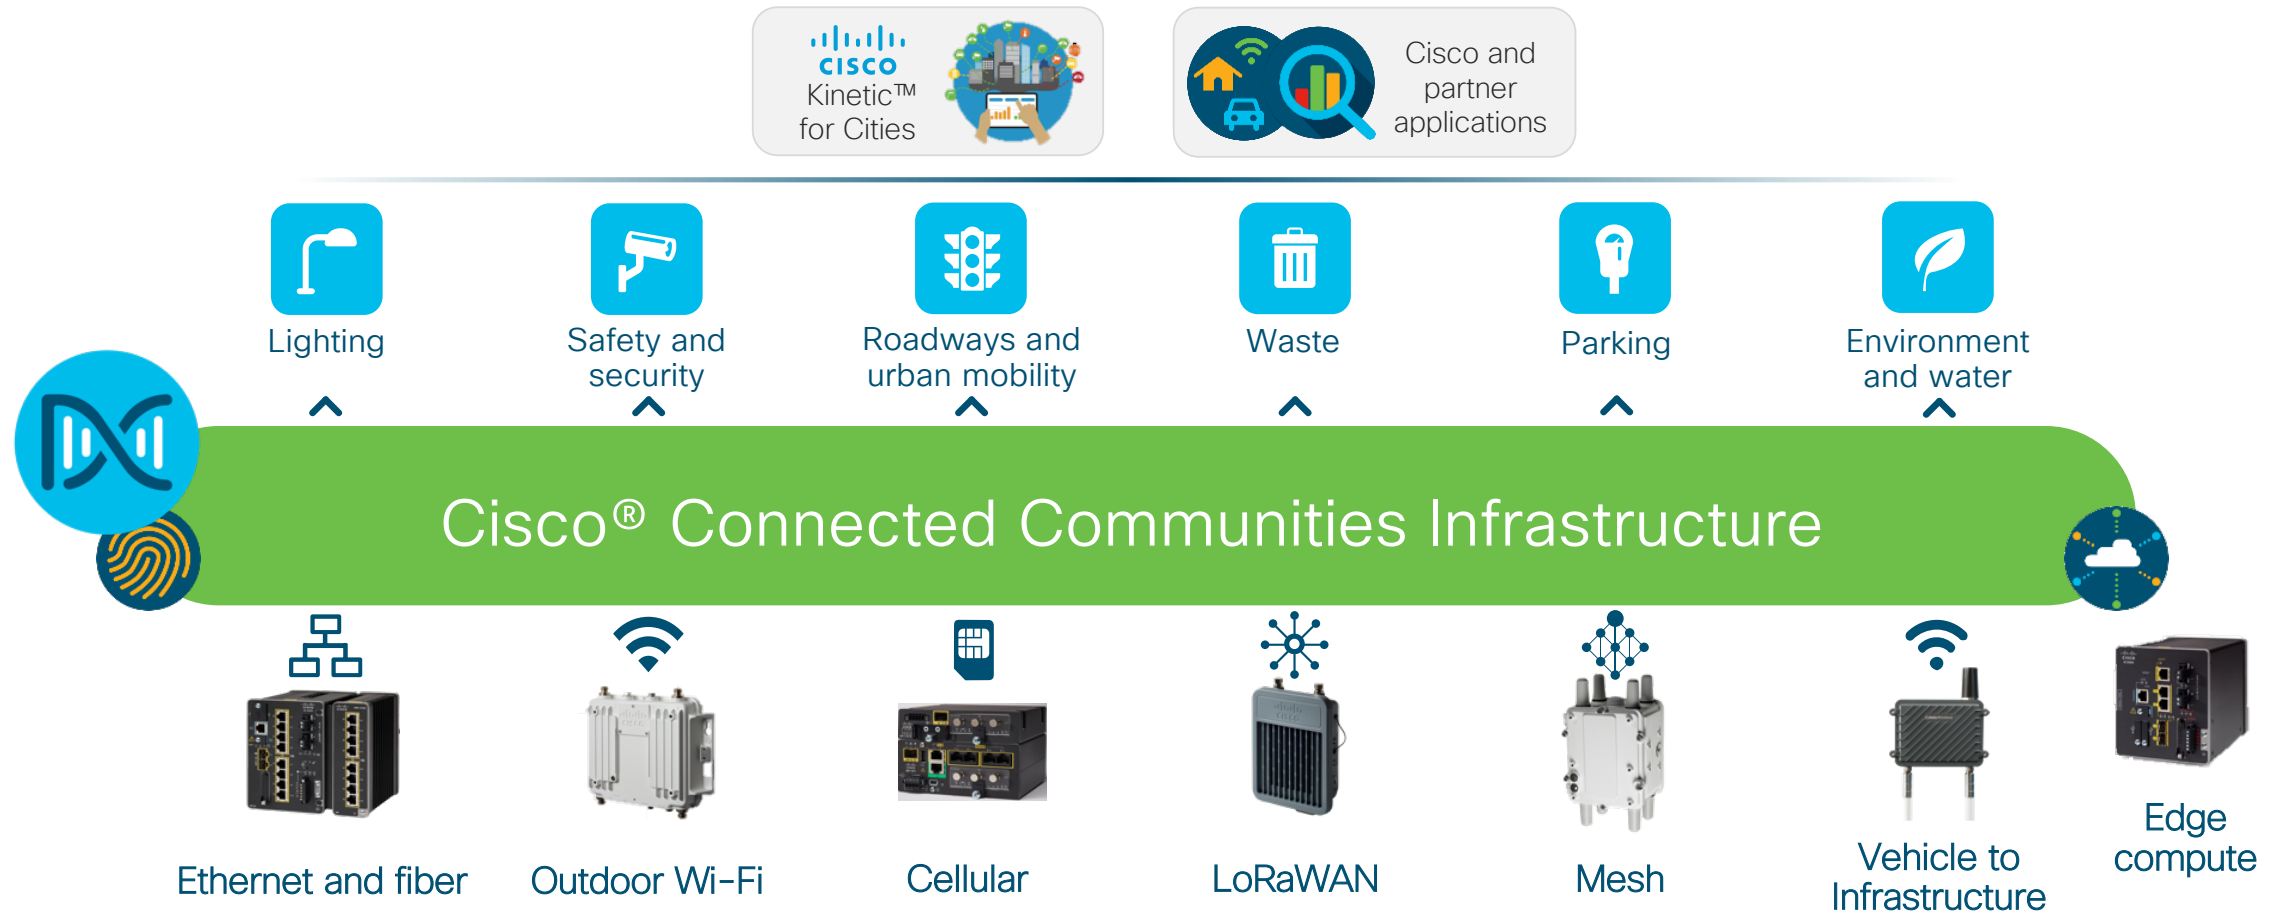 CISCO
Kinetic™
for Cities
Cisco and
partner
applications
Lighting
Safety and
security
Roadways and
urban mobility
Waste
Parking
Environment
and water
Cisco® Connected Communities Infrastructure
Ethernet and fiber
Outdoor Wi-Fi
Cellular
LoRaWAN
Mesh
Vehicle to
Infrastructure
Edge
compute